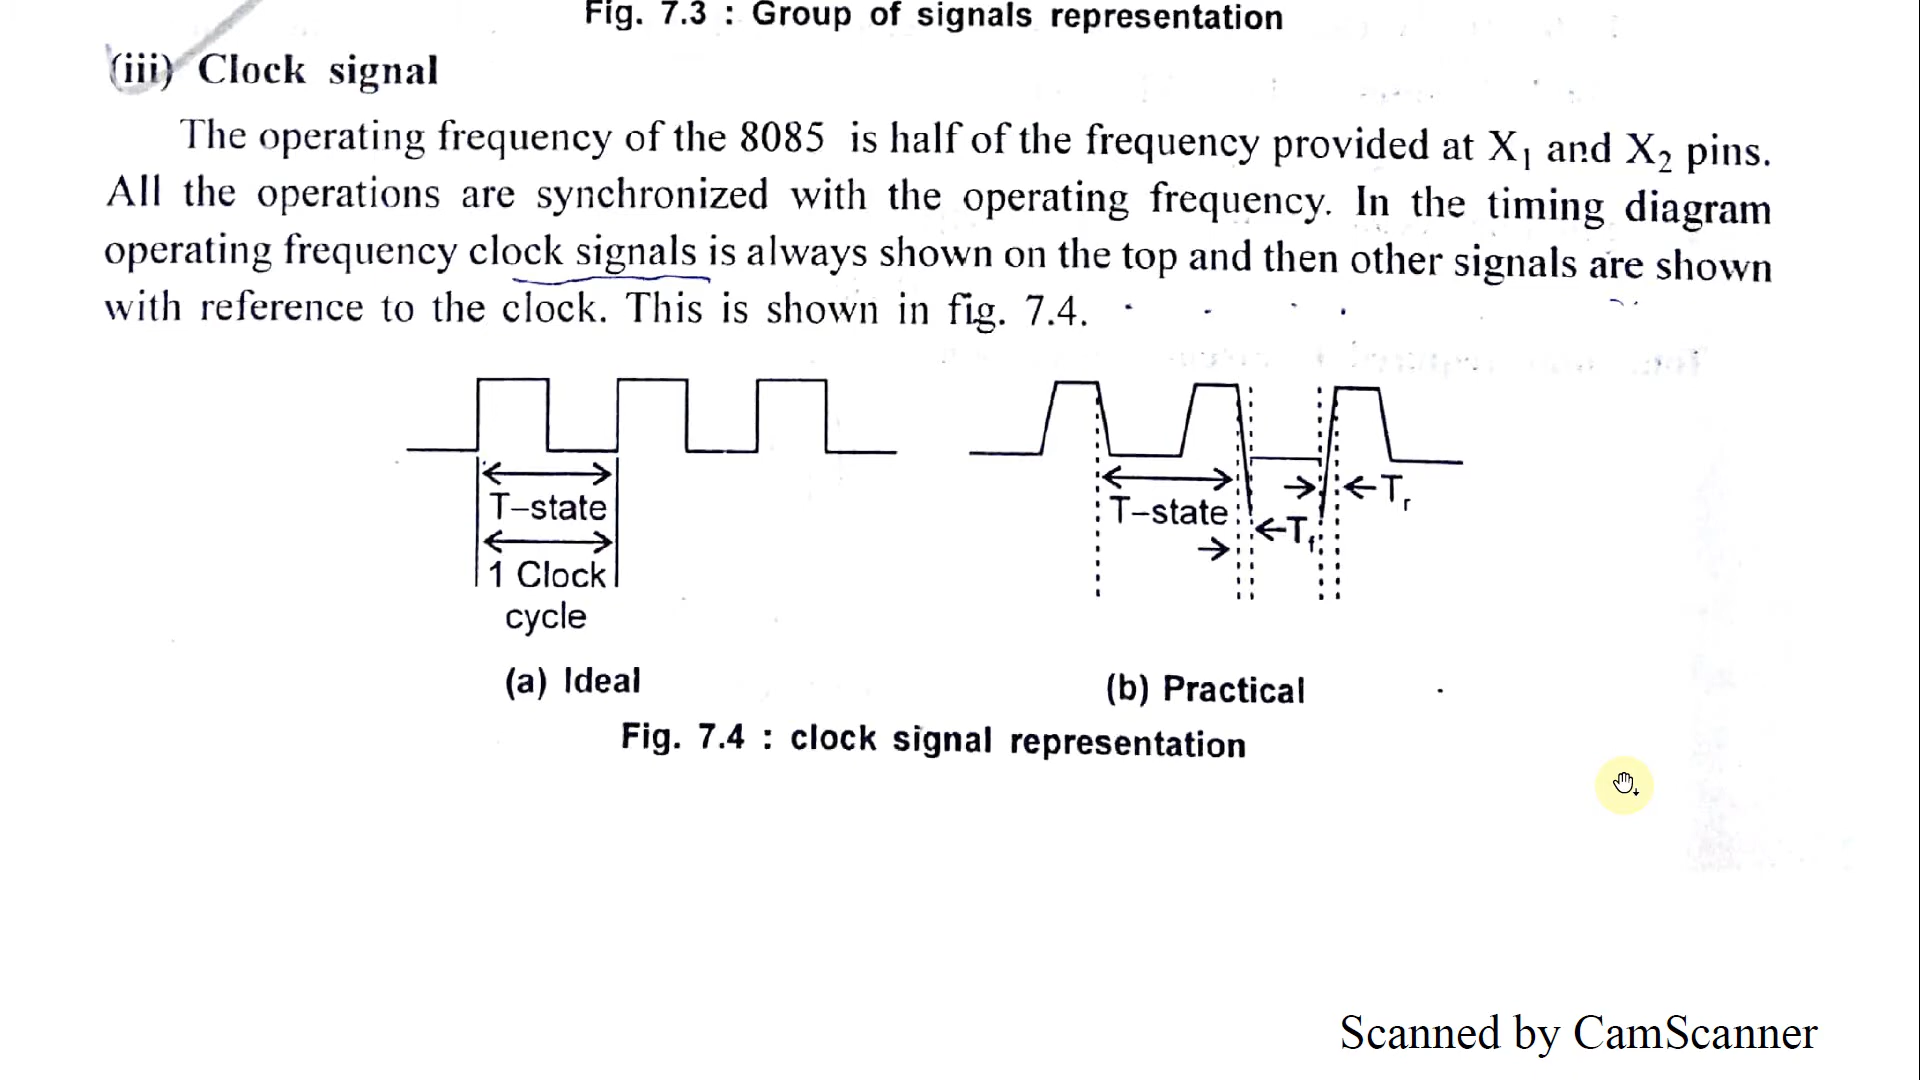 Fig. 7.3 : Group of signals representation
(iii) Clock signal
The operating frequency of the 8085 is half of the frequency provided at X₁ and X₂ pins.
All the operations are synchronized with the operating frequency. In the timing diagram
operating frequency clock signals is always shown on the top and then other signals are shown
with reference to the clock. This is shown in fig. 7.4.
T–state
1 Clock
cycle
T–state
Tf
Tr
(a) Ideal
(b) Practical
Fig. 7.4 : clock signal representation
Scanned by CamScanner